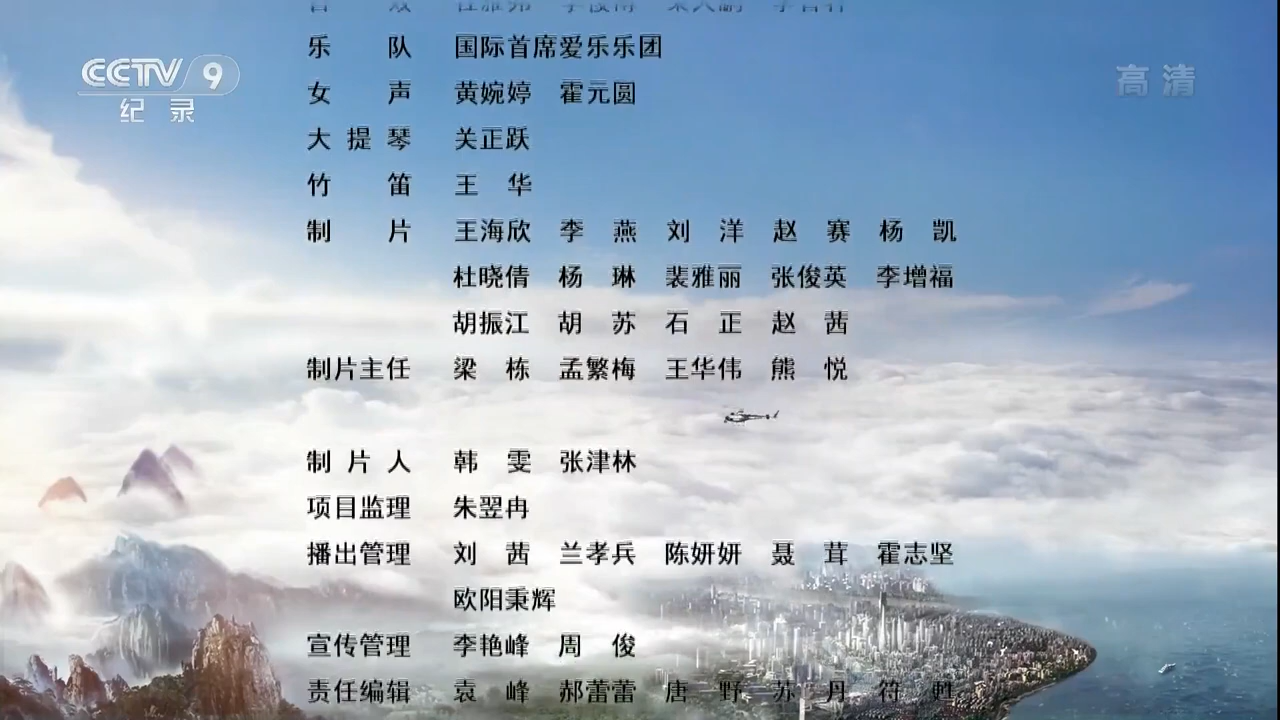 乐 队 国际首席爱乐乐团
CCTV 9
高清
女 声 黄婉婷 霍元圆
纪 录
大 提 琴 关正跃
竹 笛 王 华
制 片 王海欣 李 燕 刘 洋 赵 赛 杨 凯
杜晓倩 杨 琳 裴雅丽 张俊英 李增福
胡振江 胡 苏 石 正 赵 茜
制片主任 梁 栋 孟繁梅 王华伟 熊 悦
制 片 人 韩 雯 张津林
项目监理 朱翌冉
播出管理 刘 茜 兰孝兵 陈妍妍 聂 茸 霍志坚
欧阳秉辉
宣传管理 李艳峰 周 俊
责任编辑 袁 峰 郝蕾蕾 唐 野 苏 丹 符 甦